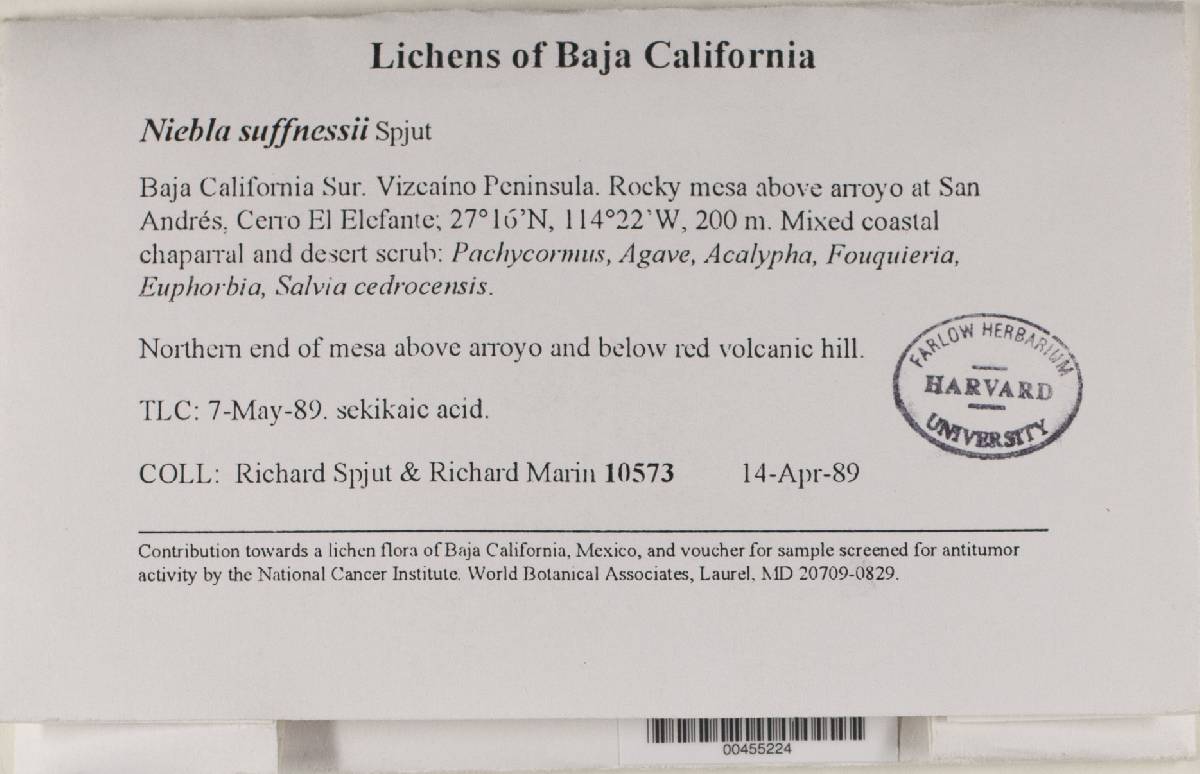 Lichens of Baja California
Niebla suffnessii Spjut
Baja California Sur. Vizcaíno Peninsula. Rocky mesa above arroyo at San
Andrés, Cerro El Elefante; 27°16’N, 114°22’W, 200 m. Mixed coastal
chaparral and desert scrub: Pachycormus, Agave, Acalypha, Fouquieria,
Euphorbia, Salvia cedrocensis.
Northern end of mesa above arroyo and below red volcanic hill.
FARLOW HERBARIUM
HARVARD
UNIVERSITY
TLC: 7-May-89. sekikaic acid.
COLL: Richard Spjut & Richard Marin 10573 14-Apr-89
Contribution towards a lichen flora of Baja California, Mexico, and voucher for sample screened for antitumor
activity by the National Cancer Institute. World Botanical Associates, Laurel, MD 20709-0829.
00455224